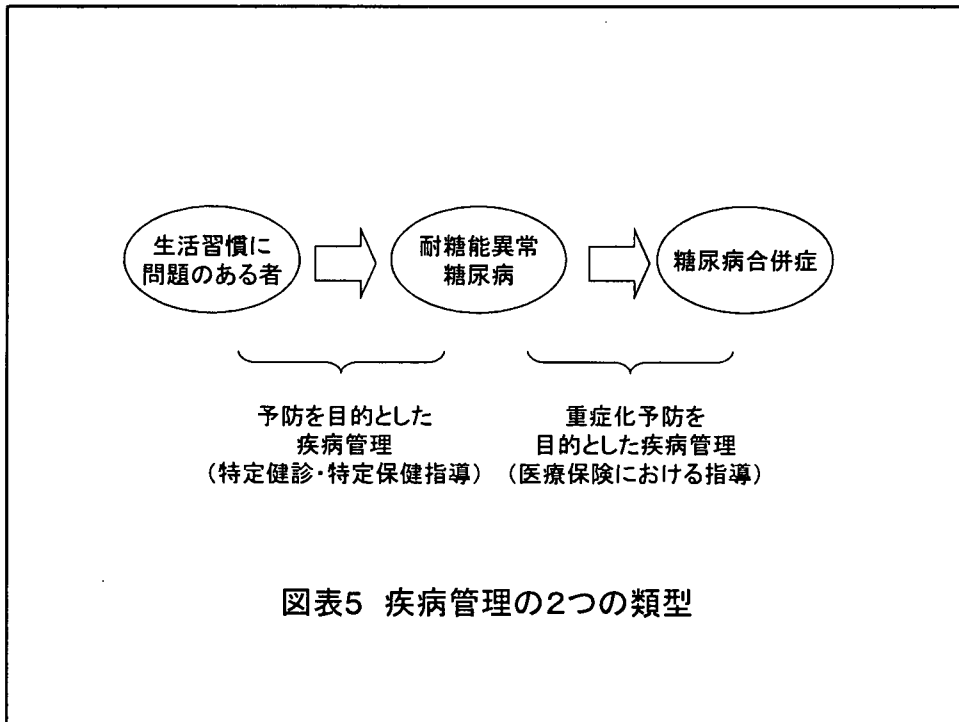 生活習慣に
問題のある者
耐糖能異常
糖尿病
糖尿病合併症
予防を目的とした
疾病管理
(特定健診・特定保健指導)
重症化予防を
目的とした疾病管理
(医療保険における指導)
図表5 疾病管理の2つの類型